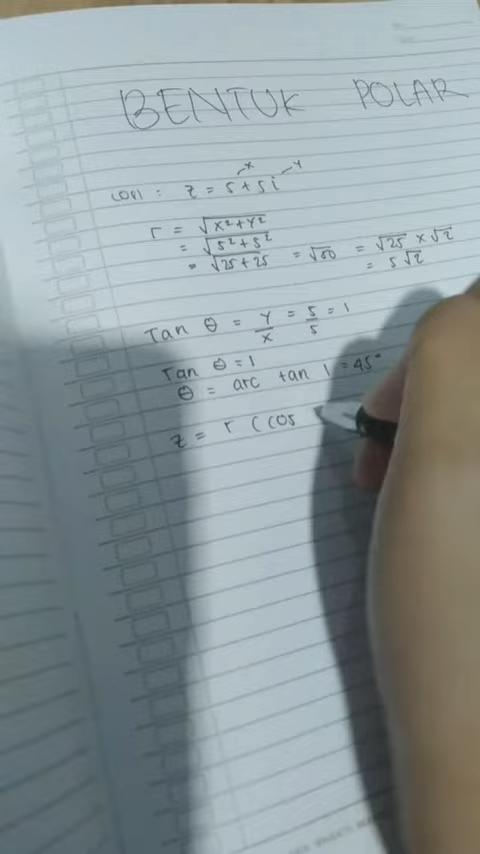 BENTUK POLAR
x y
con : z = 5 + 5i
r = √x²+y²
= √5²+5²
= √25+25 = √50 = √25 x √2
= 5√2
Tan θ = y/x = 5/5 = 1
Tan θ = 1
θ = arc tan 1 = 45°
z = r (cos